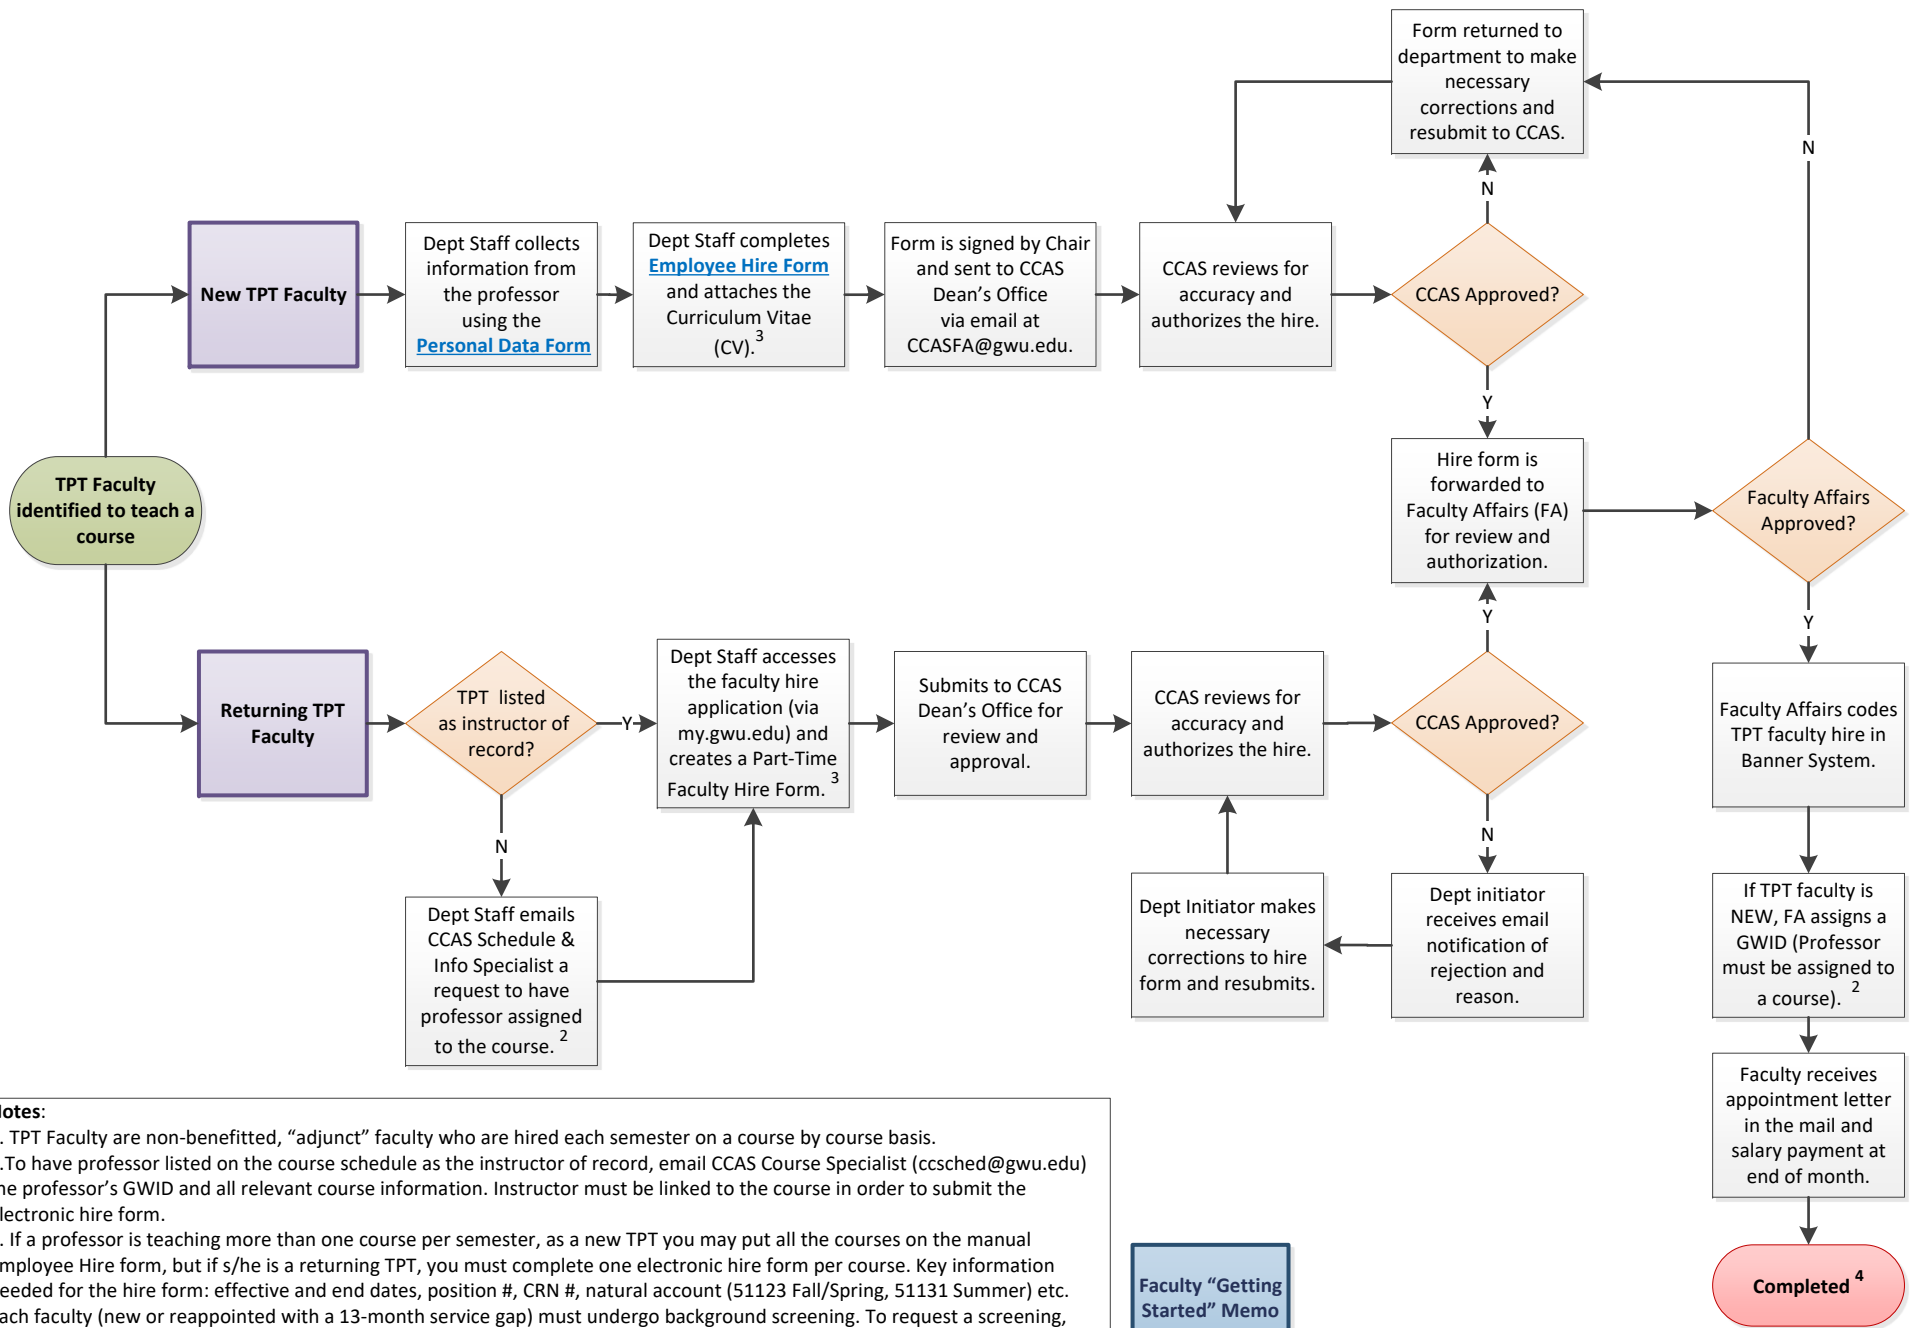 Form returned to
department to make
necessary
corrections and
resubmit to CCAS.
N
N
New TPT Faculty
Dept Staff collects
information from
the professor
using the
Personal Data Form
Dept Staff completes
Employee Hire Form
and attaches the
Curriculum Vitae
(CV). 3
Form is signed by Chair
and sent to CCAS
Dean’s Office
via email at
CCASFA@gwu.edu.
CCAS reviews for
accuracy and
authorizes the hire.
CCAS Approved?
Y
TPT Faculty
identified to teach a
course
Hire form is
forwarded to
Faculty Affairs (FA)
for review and
authorization.
Faculty Affairs
Approved?
Y
Y
Returning TPT
Faculty
TPT listed
as instructor of
record?
Y
N
Dept Staff accesses
the faculty hire
application (via
my.gwu.edu) and
creates a Part-Time
Faculty Hire Form. 3
Submits to CCAS
Dean’s Office for
review and
approval.
CCAS reviews for
accuracy and
authorizes the hire.
CCAS Approved?
N
Faculty Affairs codes
TPT faculty hire in
Banner System.
Dept Staff emails
CCAS Schedule &
Info Specialist a
request to have
professor assigned
to the course. 2
Dept Initiator makes
necessary
corrections to hire
form and resubmits.
Dept initiator
receives email
notification of
rejection and
reason.
If TPT faculty is
NEW, FA assigns a
GWID (Professor
must be assigned to
a course). 2
Faculty receives
appointment letter
in the mail and
salary payment at
end of month.
Completed 4
otes:
. TPT Faculty are non-benefitted, “adjunct” faculty who are hired each semester on a course by course basis.
.To have professor listed on the course schedule as the instructor of record, email CCAS Course Specialist (ccsched@gwu.edu)
he professor’s GWID and all relevant course information. Instructor must be linked to the course in order to submit the
lectronic hire form.
. If a professor is teaching more than one course per semester, as a new TPT you may put all the courses on the manual
mployee Hire form, but if s/he is a returning TPT, you must complete one electronic hire form per course. Key information
eeded for the hire form: effective and end dates, position #, CRN #, natural account (51123 Fall/Spring, 51131 Summer) etc.
ach faculty (new or reappointed with a 13-month service gap) must undergo background screening. To request a screening,
Faculty “Getting
Started” Memo